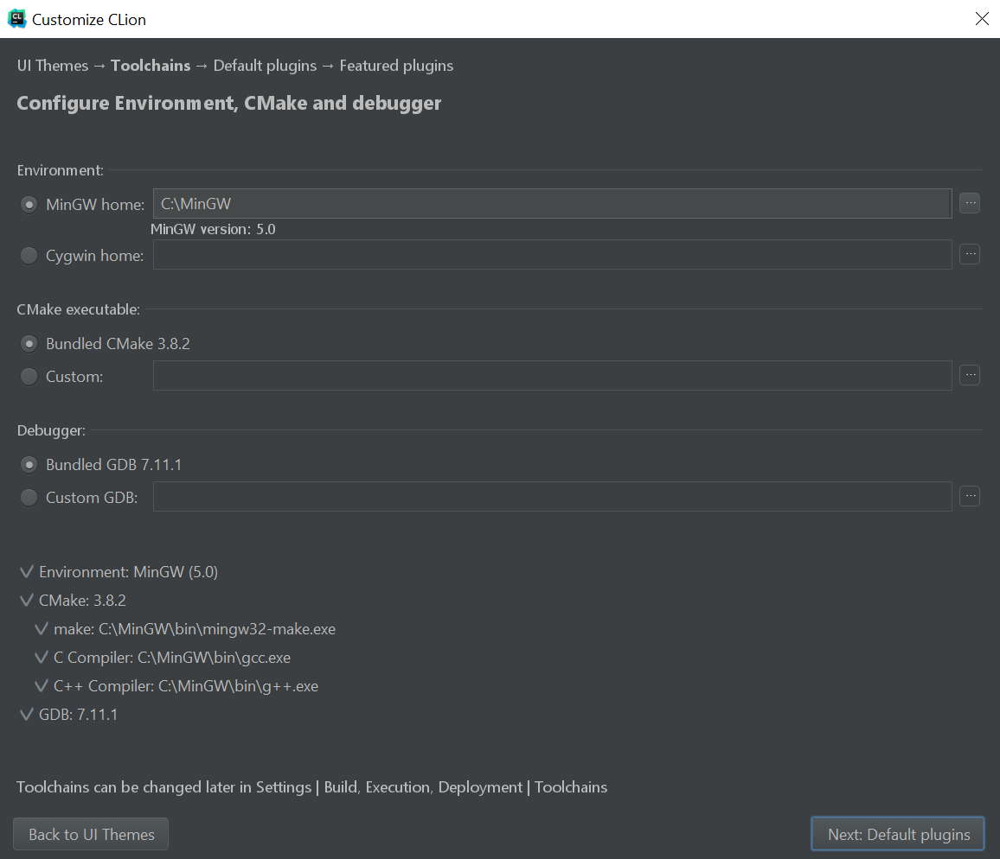 CL Customize CLion
UI Themes → Toolchains → Default plugins → Featured plugins
Configure Environment, CMake and debugger
Environment:
MinGW home: C:\MinGW ...
MinGW version: 5.0
Cygwin home: ...
CMake executable:
Bundled CMake 3.8.2
Custom: ...
Debugger:
Bundled GDB 7.11.1
Custom GDB: ...
Environment: MinGW (5.0)
CMake: 3.8.2
make: C:\MinGW\bin\mingw32-make.exe
C Compiler: C:\MinGW\bin\gcc.exe
C++ Compiler: C:\MinGW\bin\g++.exe
GDB: 7.11.1
Toolchains can be changed later in Settings | Build, Execution, Deployment | Toolchains
Back to UI Themes Next: Default plugins